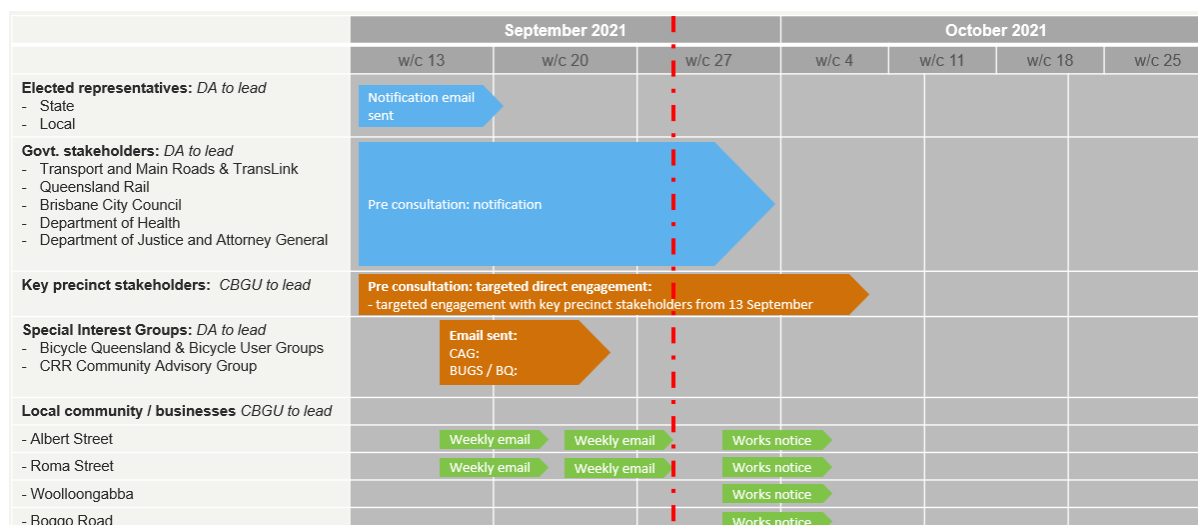 September 2021
October 2021
w/c 13
w/c 20
w/c 27
w/c 4
w/c 11
w/c 18
w/c 25
Elected representatives: DA to lead
- State
- Local
Notification email
sent
Govt. stakeholders: DA to lead
- Transport and Main Roads & TransLink
- Queensland Rail
- Brisbane City Council
- Department of Health
- Department of Justice and Attorney General
Pre consultation: notification
Key precinct stakeholders: CBGU to lead
Pre consultation: targeted direct engagement:
- targeted engagement with key precinct stakeholders from 13 September
Special Interest Groups: DA to lead
- Bicycle Queensland & Bicycle User Groups
- CRR Community Advisory Group
Email sent:
CAG:
BUGS / BQ:
Local community / businesses CBGU to lead
- Albert Street
Weekly email
Weekly email
Works notice
- Roma Street
Weekly email
Weekly email
Works notice
- Woolloongabba
Works notice
- Boggo Road
Works notice